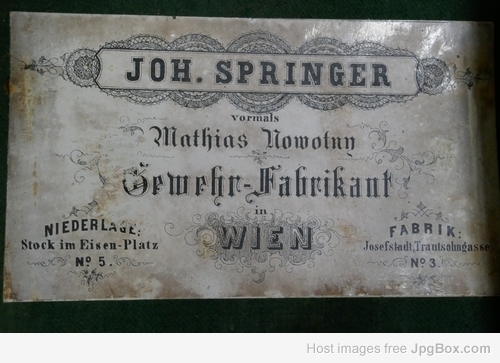 JOH. SPRINGER
vormals
Mathias Nowotny
Gewehr-Fabrikant
in
WIEN
NIEDERLAGE:
Stock im Eisen-Platz
No 5.
FABRIK:
Josefstadt, Trautsohngasse
No 3.
Host images free JpgBox.com